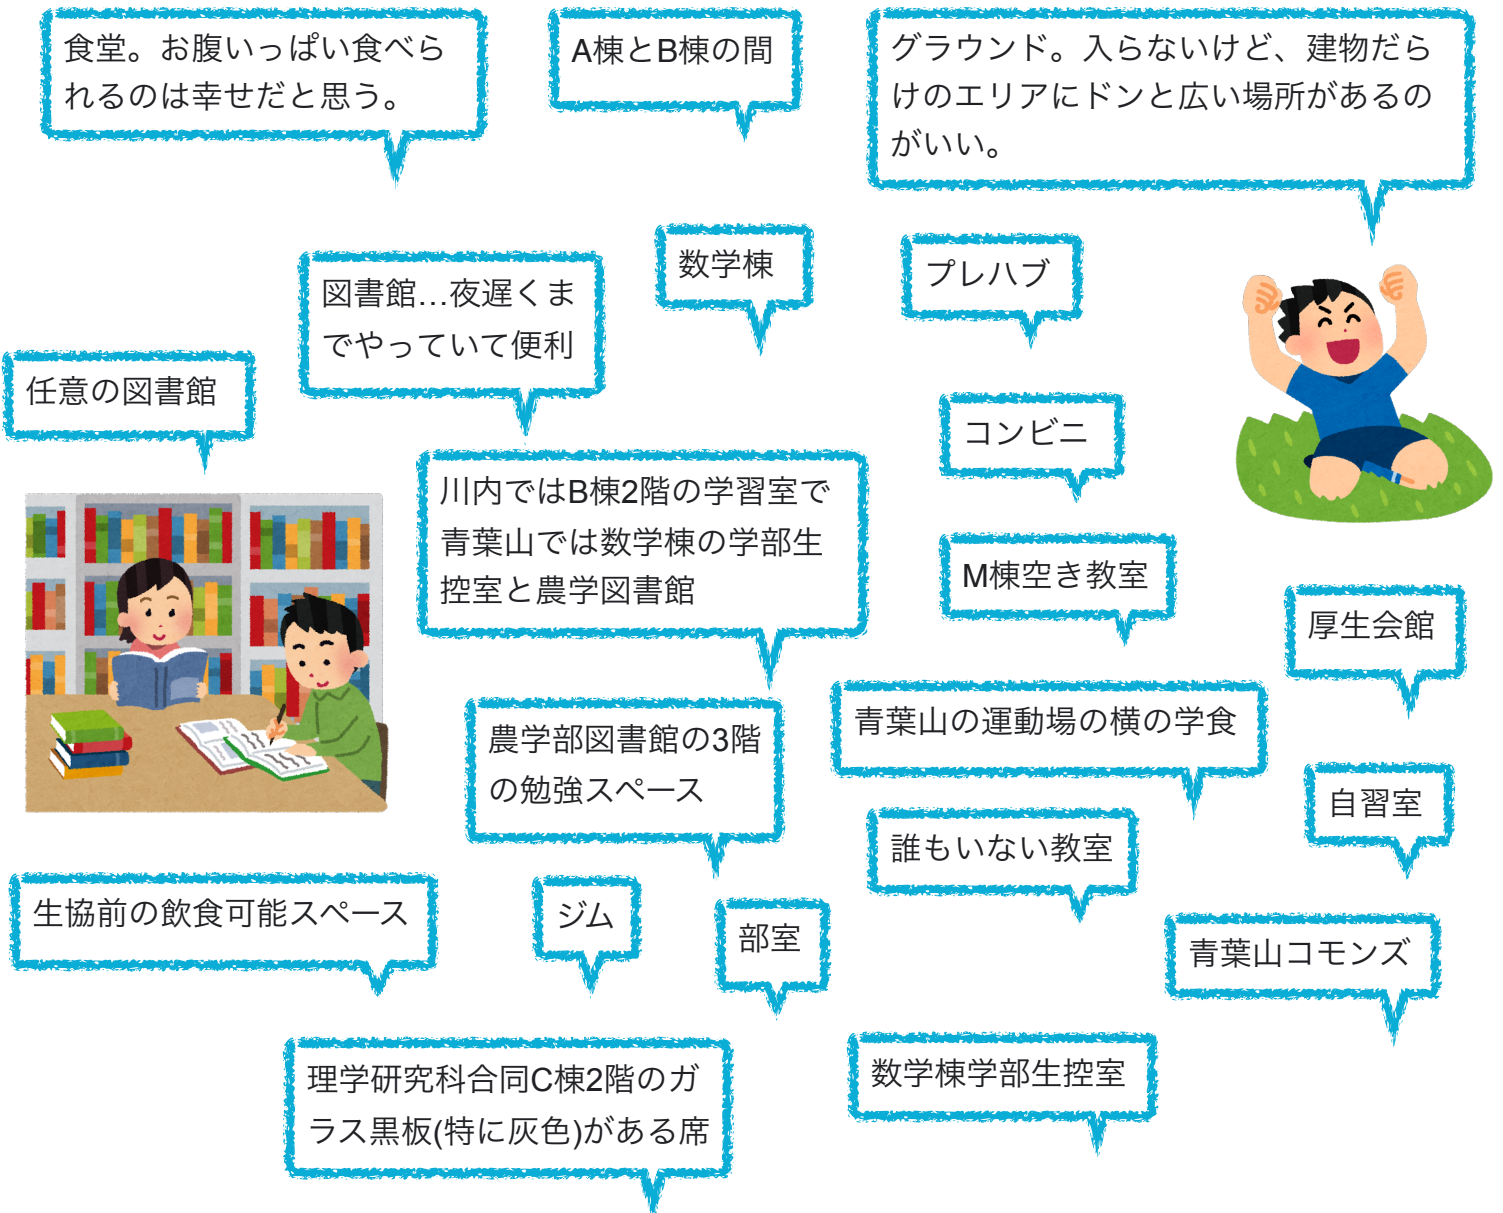 食堂。お腹いっぱい食べら
れるのは幸せだと思う。
A棟とB棟の間
グラウンド。入らないけど、建物だら
けのエリアにドンと広い場所があるの
がいい。
数学棟
プレハブ
図書館…夜遅くま
でやっていて便利
任意の図書館
コンビニ
川内ではB棟2階の学習室で
青葉山では数学棟の学部生
控室と農学図書館
M棟空き教室
厚生会館
青葉山の運動場の横の学食
農学部図書館の3階
の勉強スペース
自習室
誰もいない教室
生協前の飲食可能スペース
ジム
部室
青葉山コモンズ
理学研究科合同C棟2階のガ
ラス黒板(特に灰色)がある席
数学棟学部生控室